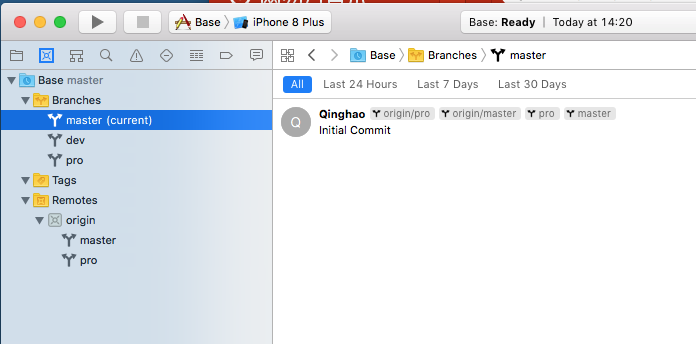 Base
iPhone 8 Plus
Base: Ready
Today at 14:20
Base master
Branches
master (current)
dev
pro
Tags
Remotes
origin
master
pro
Base
Branches
master
All
Last 24 Hours
Last 7 Days
Last 30 Days
Q
Qinghao
origin/pro
origin/master
pro
master
Initial Commit